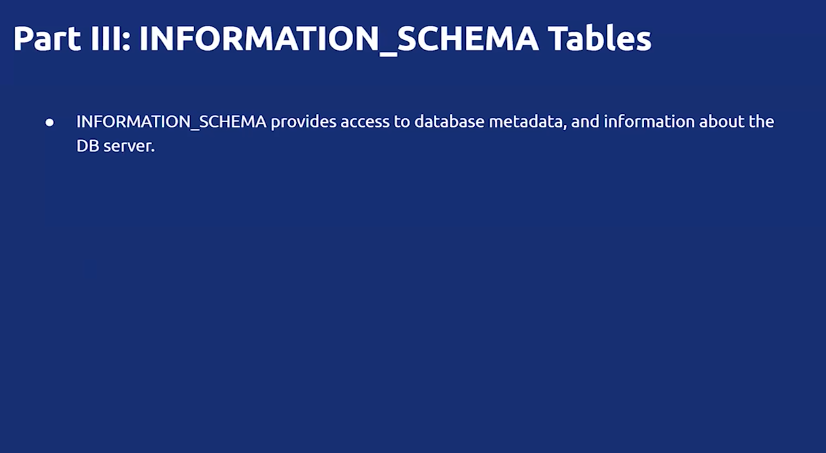 Part III: INFORMATION_SCHEMA Tables
● INFORMATION_SCHEMA provides access to database metadata, and information about the
DB server.